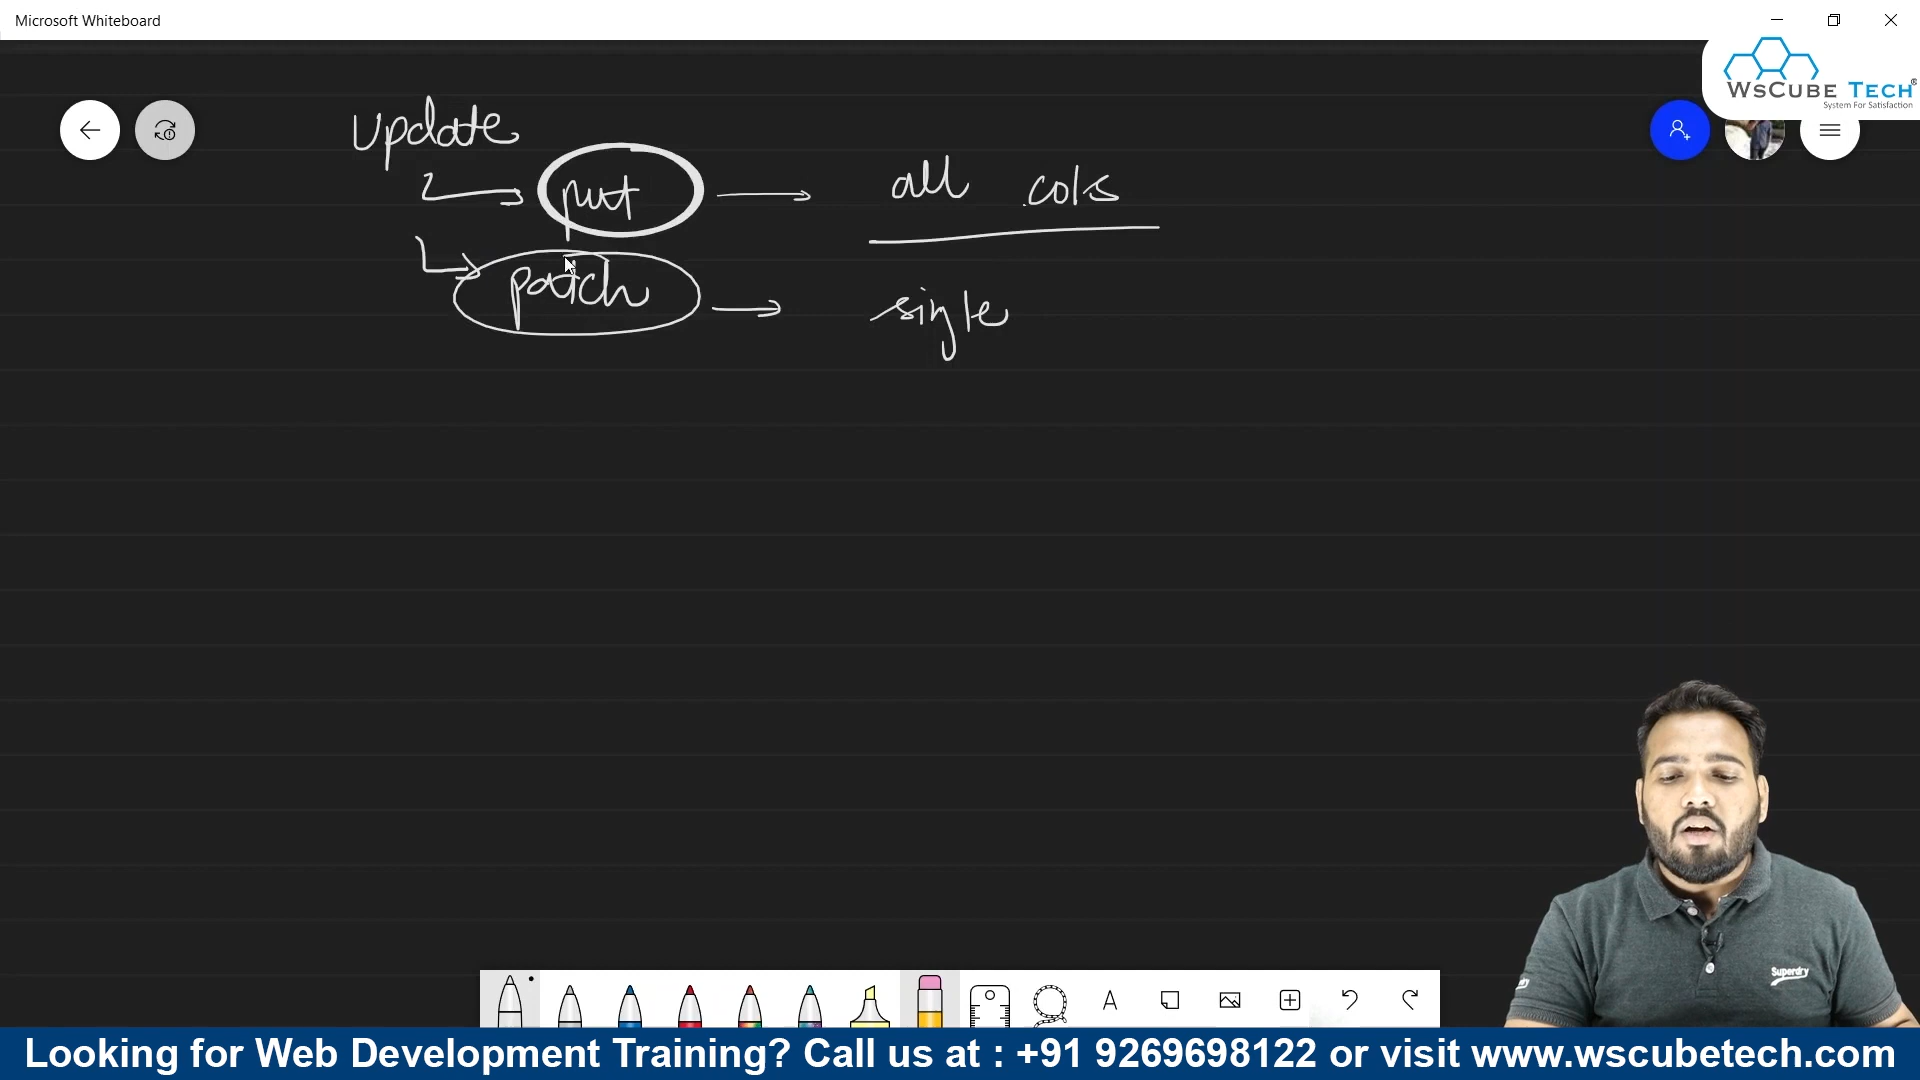 Microsoft Whiteboard
WSCUBE TECH®
System For Satisfaction
Update
put all cols
patch single
A
Superdry
Looking for Web Development Training? Call us at : +91 9269698122 or visit www.wscubetech.com